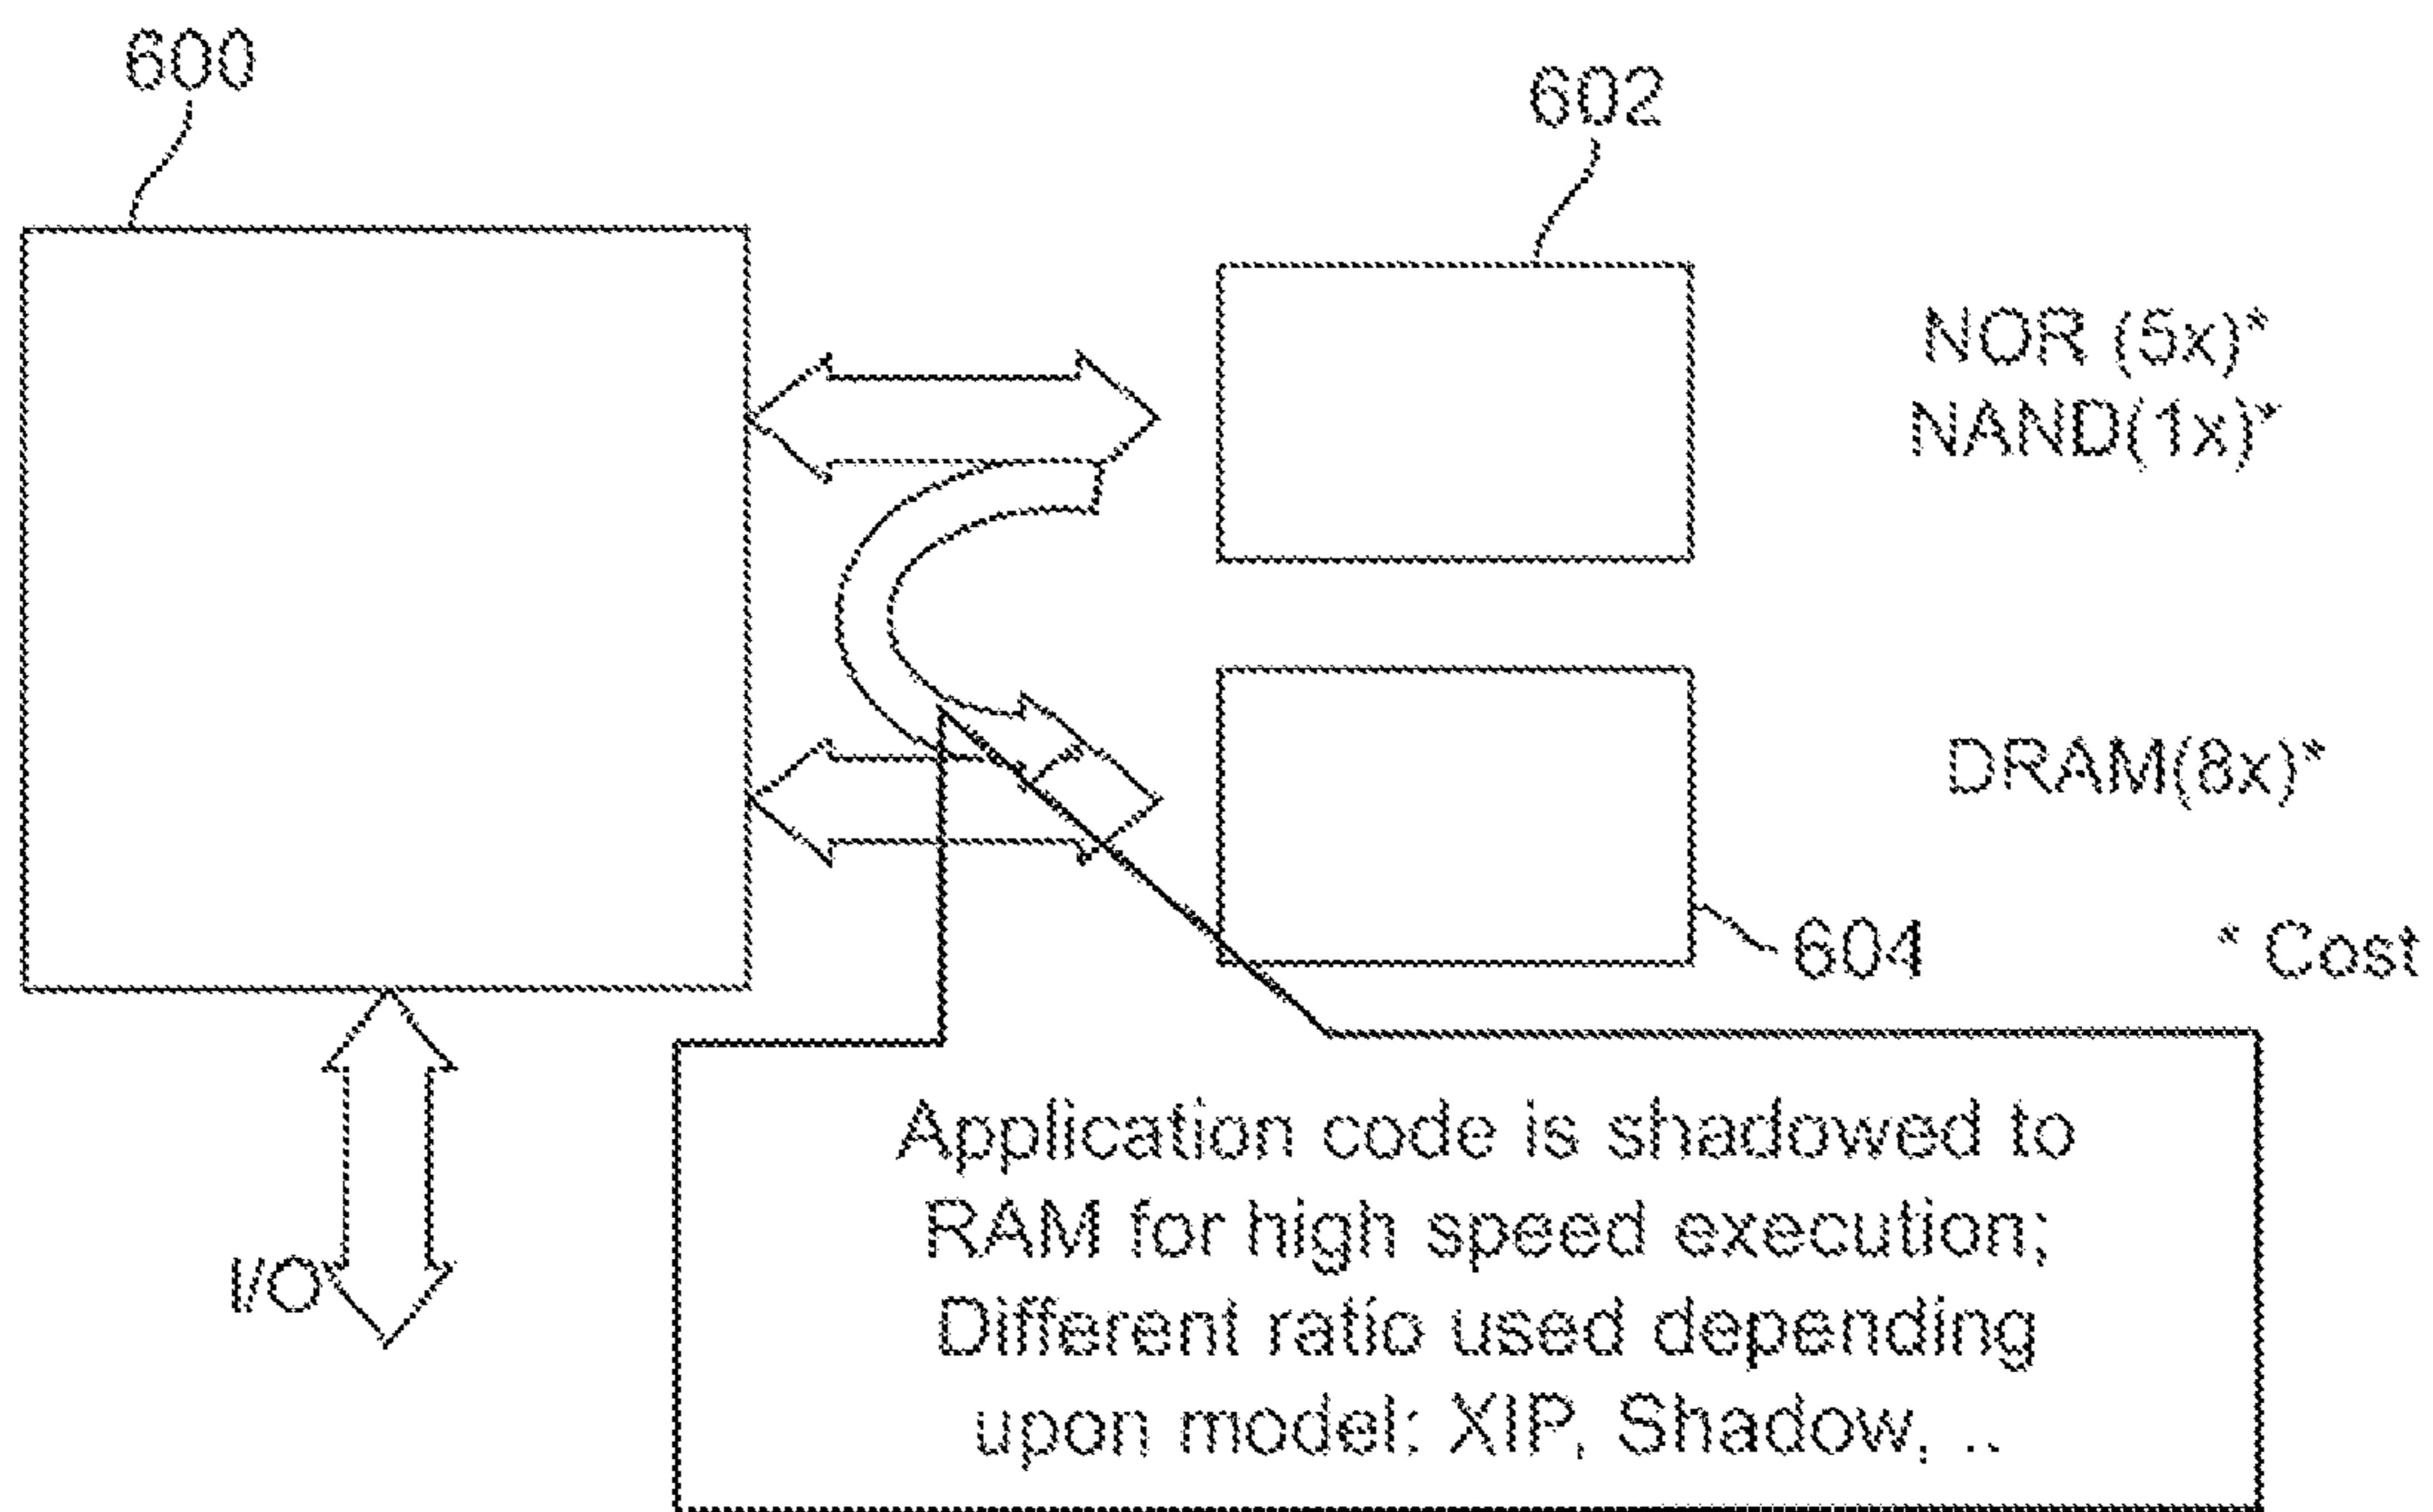 600
602
NOR (5x)*
NAND(1x)*
DRAM(8x)*
604
* Cost
I/O
Application code is shadowed to
RAM for high speed execution;
Different ratio used depending
upon model: XIP, Shadow, ..